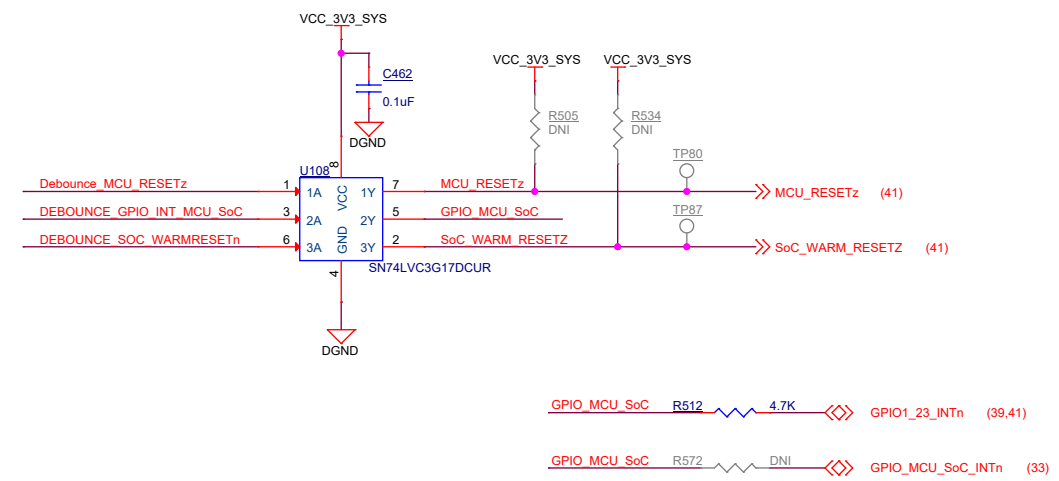 VCC_3V3_SYS
C462
0.1uF
DGND
VCC_3V3_SYS
VCC_3V3_SYS
R505
DNI
R534
DNI
TP80
U108
8
Debounce_MCU_RESETz
1
1A
VCC
1Y
7
MCU_RESETz
MCU_RESETz
(41)
TP87
DEBOUNCE_GPIO_INT_MCU_SoC
3
2A
2Y
5
GPIO_MCU_SoC
DEBOUNCE_SOC_WARMRESETn
6
3A
GND
3Y
2
SoC_WARM_RESETZ
SoC_WARM_RESETZ
(41)
4
SN74LVC3G17DCUR
DGND
GPIO_MCU_SoC
R512
4.7K
GPIO1_23_INTn
(39,41)
GPIO_MCU_SoC
R572
DNI
GPIO_MCU_SoC_INTn
(33)